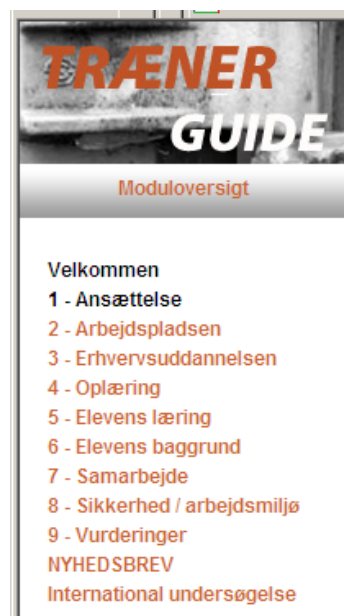 TRÆNER
GUIDE
Moduloversigt
Velkommen
1 - Ansættelse
2 - Arbejdspladsen
3 - Erhvervsuddannelsen
4 - Oplæring
5 - Elevens læring
6 - Elevens baggrund
7 - Samarbejde
8 - Sikkerhed / arbejdsmiljø
9 - Vurderinger
NYHEDSBREV
International undersøgelse